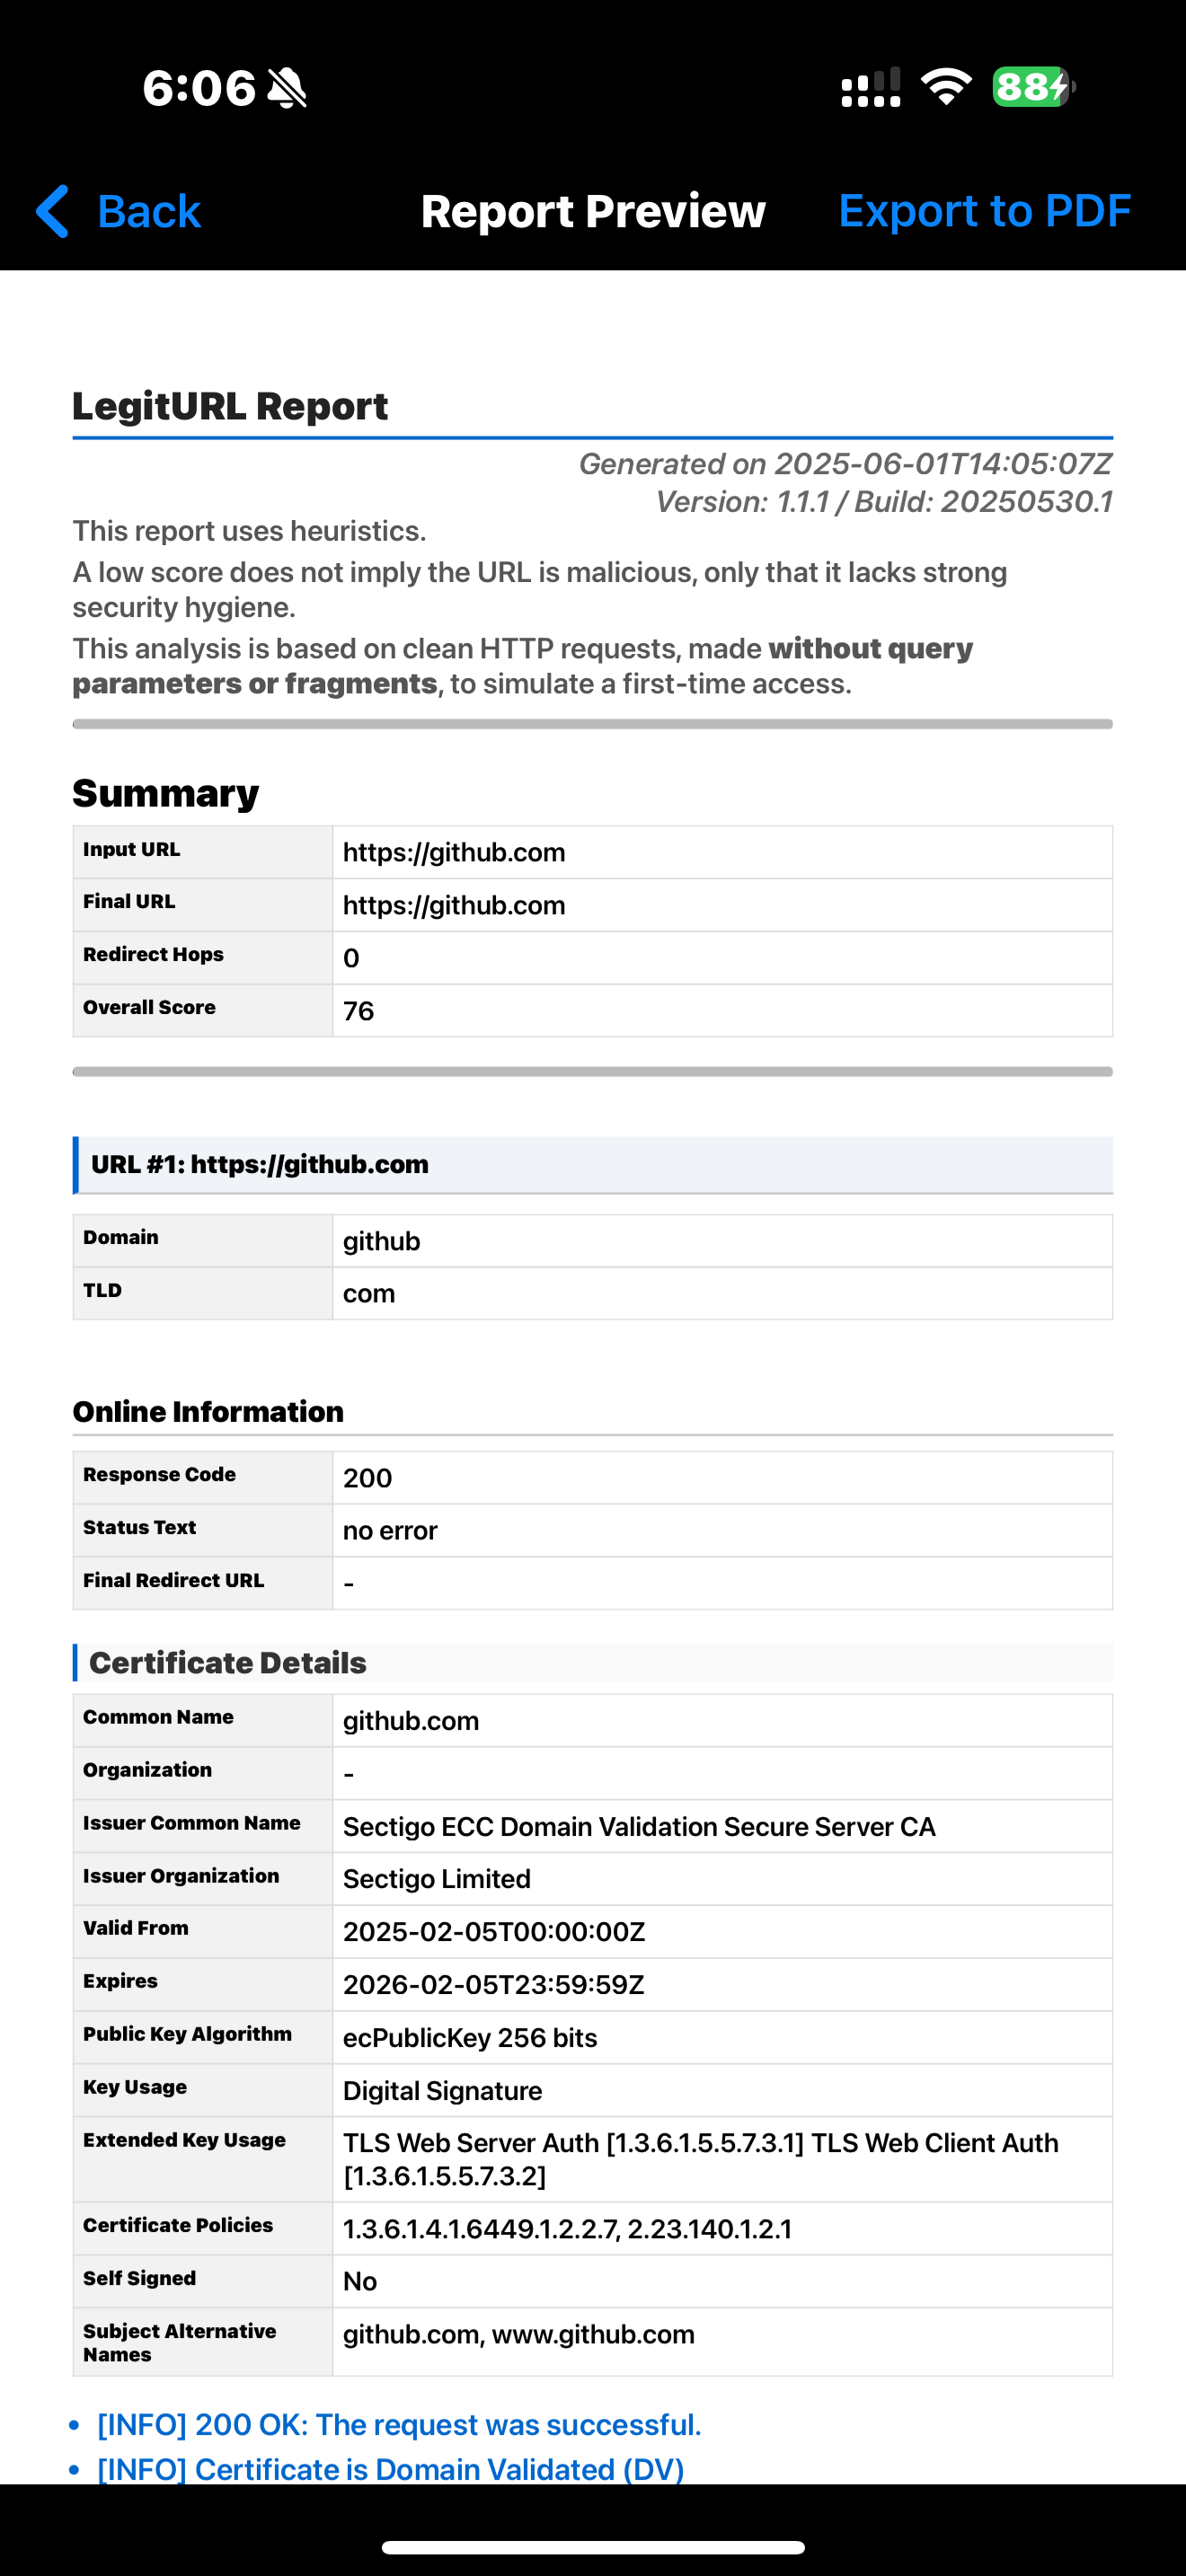 6:06
88
Back
Report Preview
Export to PDF
LegitURL Report
Generated on 2025-06-01T14:05:07Z
Version: 1.1.1 / Build: 20250530.1
This report uses heuristics.
A low score does not imply the URL is malicious, only that it lacks strong
security hygiene.
This analysis is based on clean HTTP requests, made without query
parameters or fragments, to simulate a first-time access.
Summary
Input URL https://github.com
Final URL https://github.com
Redirect Hops 0
Overall Score 76
URL #1: https://github.com
Domain github
TLD com
Online Information
Response Code 200
Status Text no error
Final Redirect URL -
Certificate Details
Common Name github.com
Organization -
Issuer Common Name Sectigo ECC Domain Validation Secure Server CA
Issuer Organization Sectigo Limited
Valid From 2025-02-05T00:00:00Z
Expires 2026-02-05T23:59:59Z
Public Key Algorithm ecPublicKey 256 bits
Key Usage Digital Signature
Extended Key Usage TLS Web Server Auth [1.3.6.1.5.5.7.3.1] TLS Web Client Auth
[1.3.6.1.5.5.7.3.2]
Certificate Policies 1.3.6.1.4.1.6449.1.2.2.7, 2.23.140.1.2.1
Self Signed No
Subject Alternative
Names github.com, www.github.com
• [INFO] 200 OK: The request was successful.
• [INFO] Certificate is Domain Validated (DV)